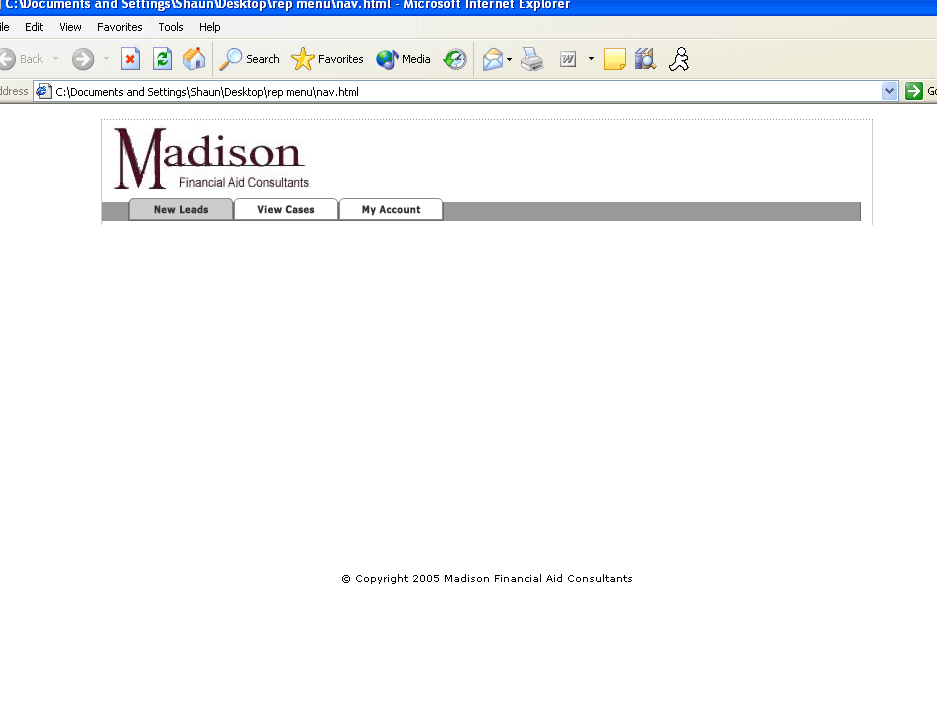 C:\Documents and Settings\Shaun\Desktop\rep menu\nav.html - Microsoft Internet Explorer
ile Edit View Favorites Tools Help
Back Search Favorites Media W
ddress C:\Documents and Settings\Shaun\Desktop\rep menu\nav.html Go
Madison
Financial Aid Consultants
New Leads View Cases My Account
© Copyright 2005 Madison Financial Aid Consultants